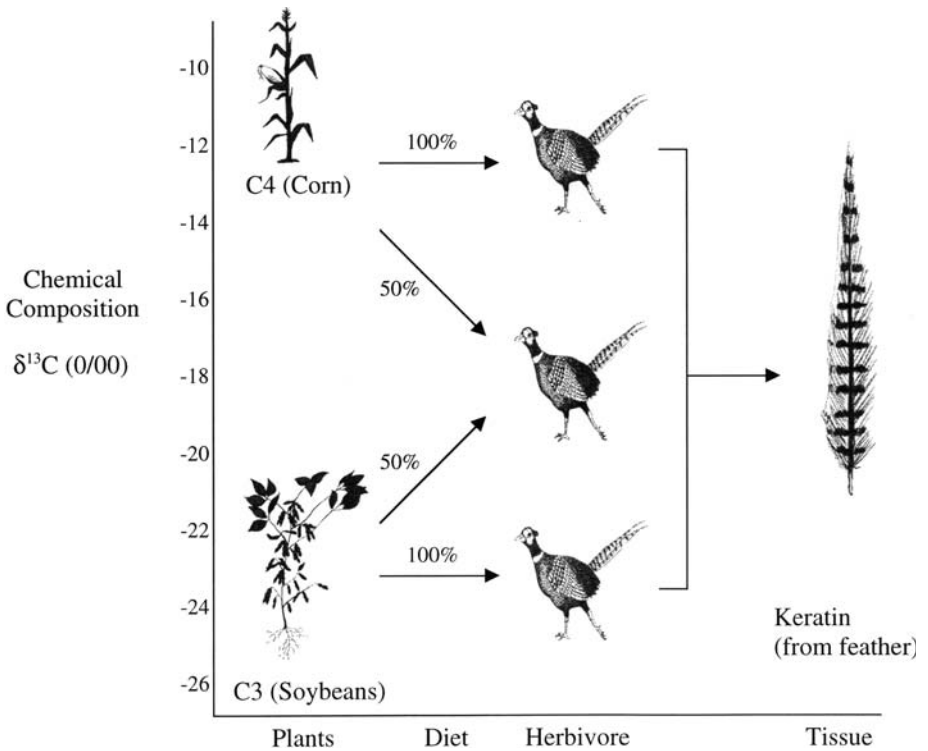 -10
-12
-14
-16
-18
-20
-22
-24
-26
Chemical
Composition
δ¹³C (0/00)
C4 (Corn)
C3 (Soybeans)
100%
50%
50%
100%
Keratin
(from feather)
Plants
Diet
Herbivore
Tissue